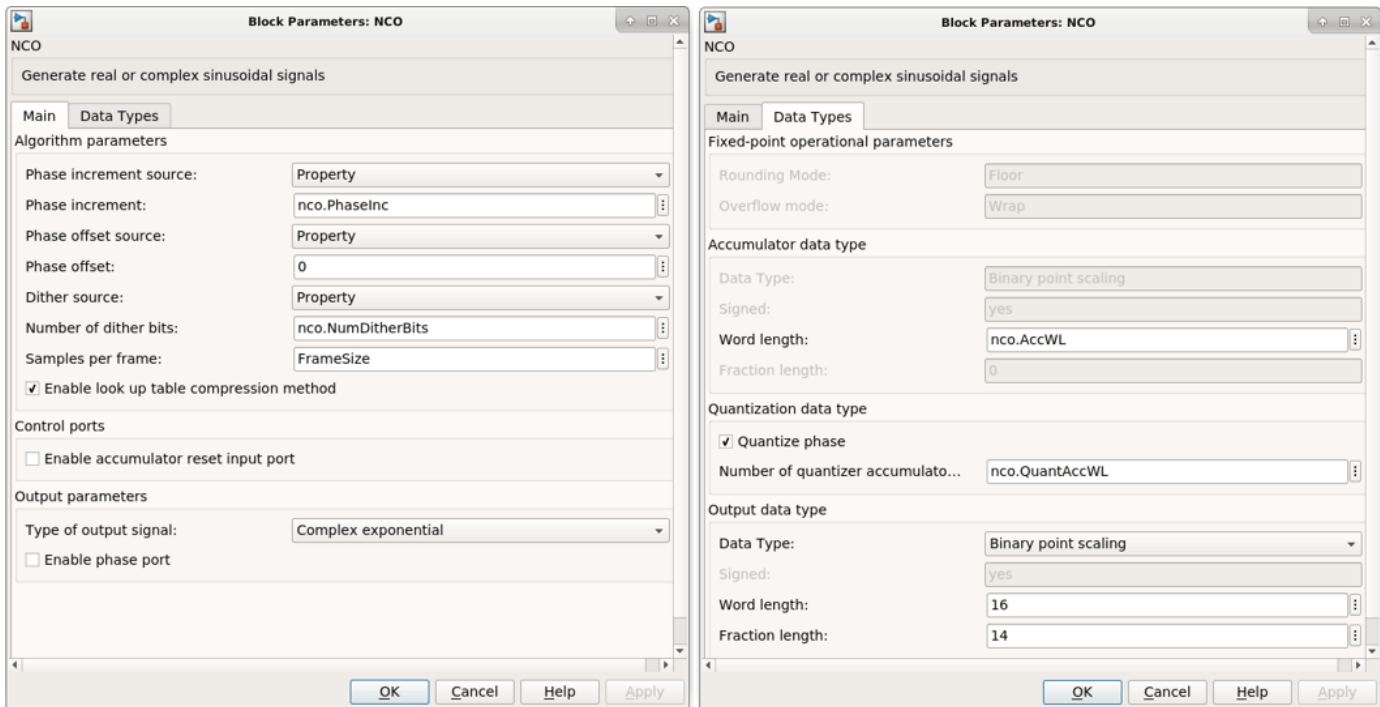 Block Parameters: NCO
NCO
Generate real or complex sinusoidal signals
Main Data Types
Algorithm parameters
Phase increment source: Property
Phase increment: nco.PhaseInc
Phase offset source: Property
Phase offset: 0
Dither source: Property
Number of dither bits: nco.NumDitherBits
Samples per frame: FrameSize
Enable look up table compression method
Control ports
Enable accumulator reset input port
Output parameters
Type of output signal: Complex exponential
Enable phase port
OK Cancel Help Apply
Block Parameters: NCO
NCO
Generate real or complex sinusoidal signals
Main Data Types
Fixed-point operational parameters
Rounding Mode: Floor
Overflow mode: Wrap
Accumulator data type
Data Type: Binary point scaling
Signed: yes
Word length: nco.AccWL
Fraction length: 0
Quantization data type
Quantize phase
Number of quantizer accumulato... nco.QuantAccWL
Output data type
Data Type: Binary point scaling
Signed: yes
Word length: 16
Fraction length: 14
OK Cancel Help Apply